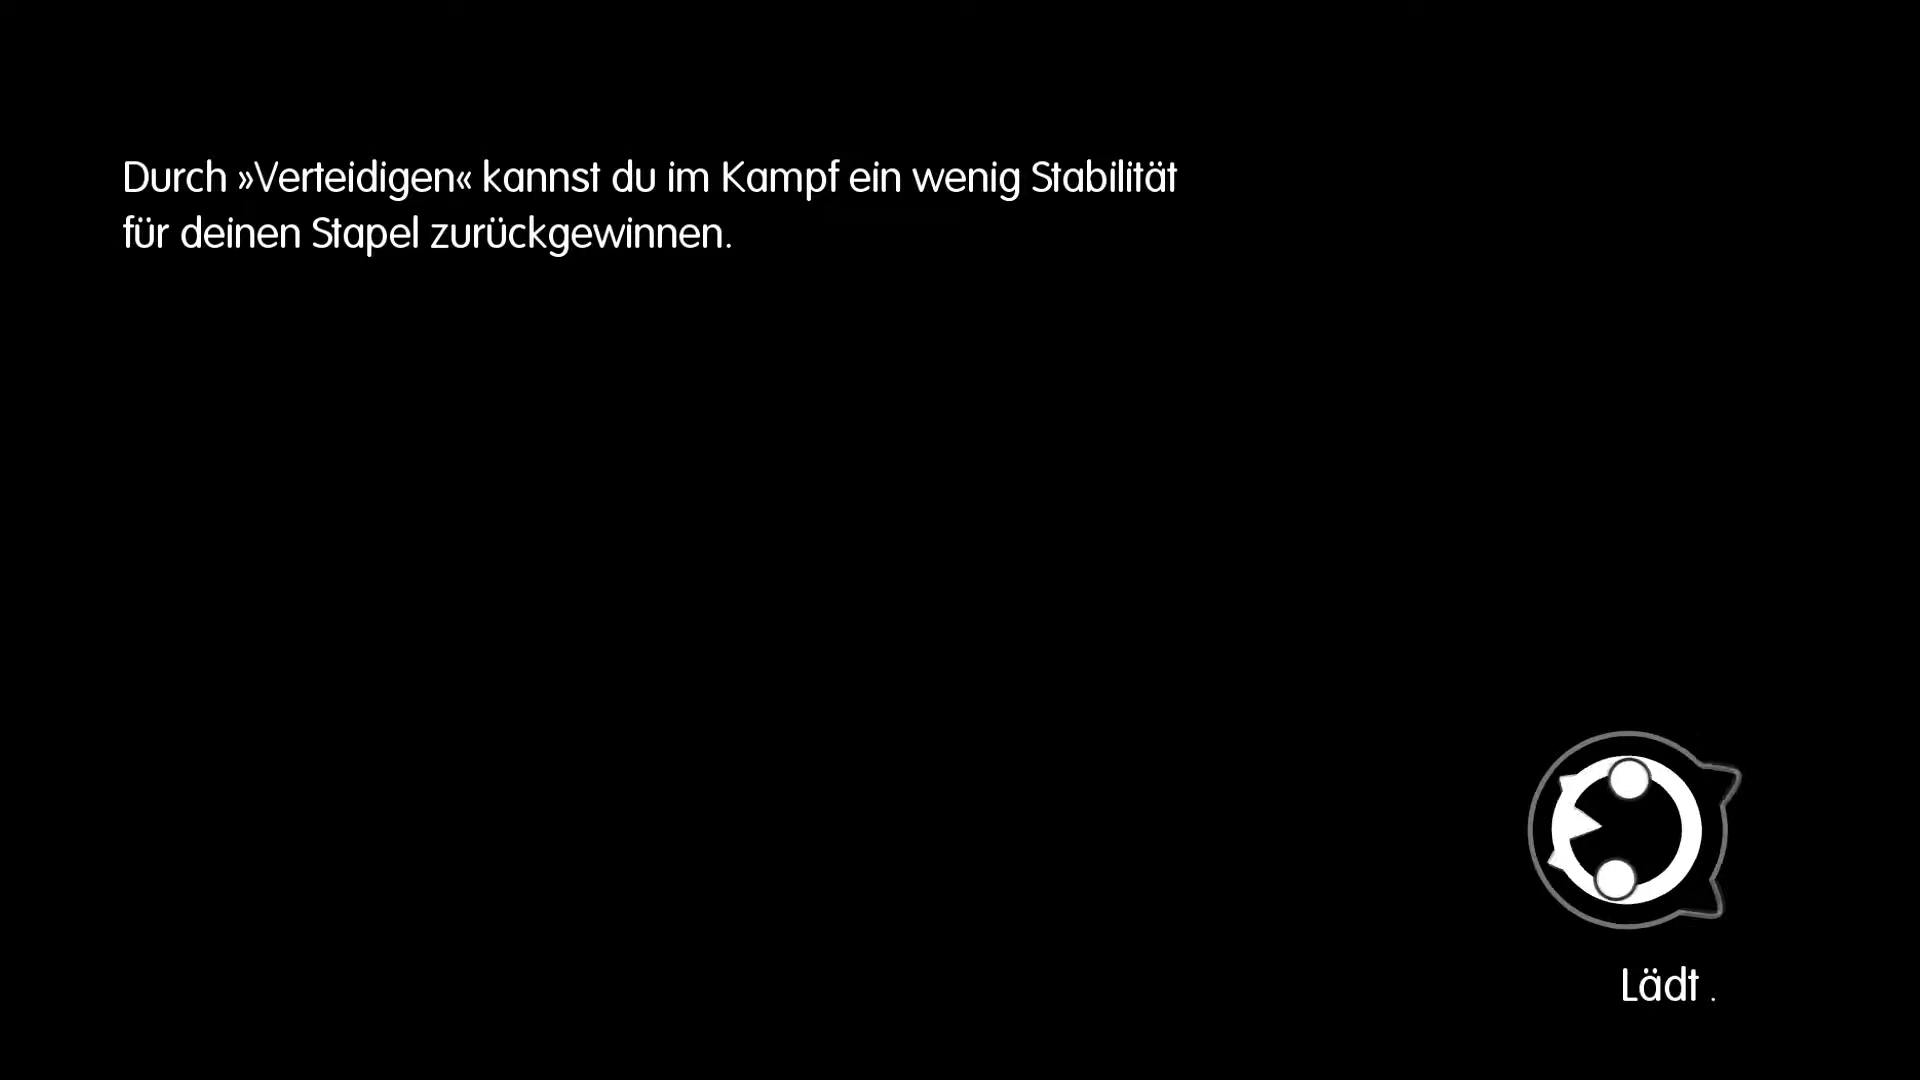 Durch »Verteidigen« kannst du im Kampf ein wenig Stabilität
für deinen Stapel zurückgewinnen.
Lädt .